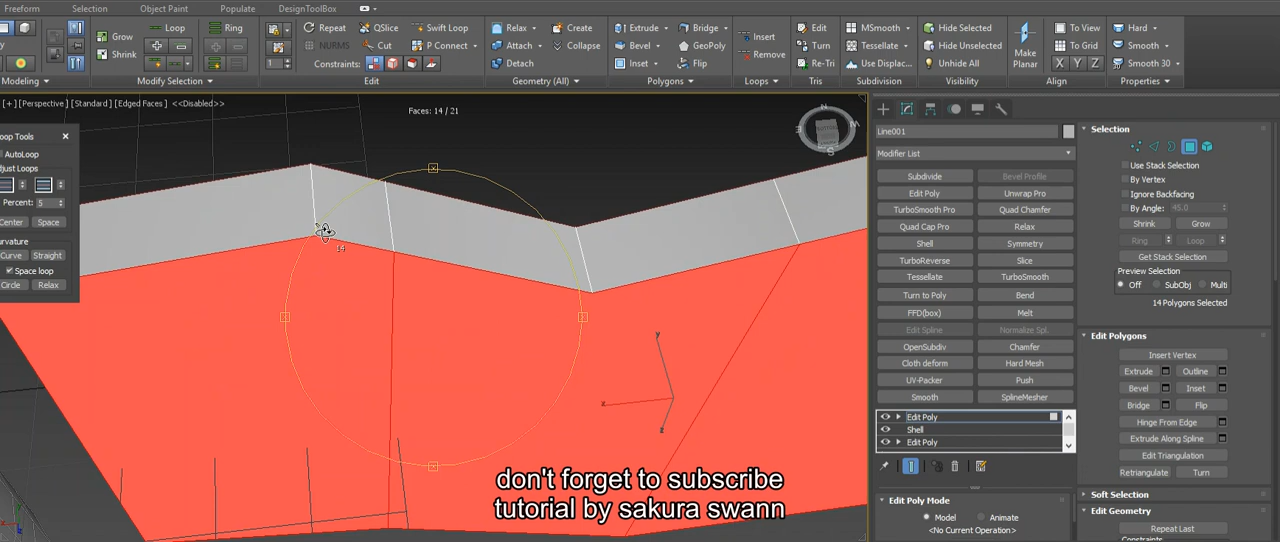 Freeform Selection Object Paint Populate DesignToolBox
Grow Loop Ring Repeat QSlice Swift Loop Relax Create Extrude Bridge Insert Edit MSmooth Hide Selected To View Hard
Shrink NURMS Cut P Connect Attach Collapse Bevel GeoPoly Remove Turn Tessellate Hide Unselected Make Planar To Grid Smooth
1 Constraints: Detach Inset Flip Re-Tri Use Displac... Unhide All X Y Z Smooth 30
Modeling Modify Selection Edit Geometry (All) Polygons Loops Tris Subdivision Visibility Align Properties
[+] [Perspective] [Standard] [Edged Faces] <<Disabled>>
Faces: 14 / 21
oop Tools
AutoLoop
djust Loops
Percent: 5
Center Space
urvature
Curve Straight
Space loop
Circle Relax
14
y
x
z
don't forget to subscribe
tutorial by sakura swann
Line001
Modifier List
Subdivide Bevel Profile
Edit Poly Unwrap Pro
TurboSmooth Pro Quad Chamfer
Quad Cap Pro Relax
Shell Symmetry
TurboReverse Slice
Tessellate TurboSmooth
Turn to Poly Bend
FFD(box) Melt
Edit Spline Normalize Spl.
OpenSubdiv Chamfer
Cloth deform Hard Mesh
UV-Packer Push
Smooth SplineMesher
Edit Poly
Shell
Edit Poly
Edit Poly Mode
Model Animate
<No Current Operation>
Selection
Use Stack Selection
By Vertex
Ignore Backfacing
By Angle: 45.0
Shrink Grow
Ring Loop
Get Stack Selection
Preview Selection
Off SubObj Multi
14 Polygons Selected
Edit Polygons
Insert Vertex
Extrude Outline
Bevel Inset
Bridge Flip
Hinge From Edge
Extrude Along Spline
Edit Triangulation
Retriangulate Turn
Soft Selection
Edit Geometry
Repeat Last